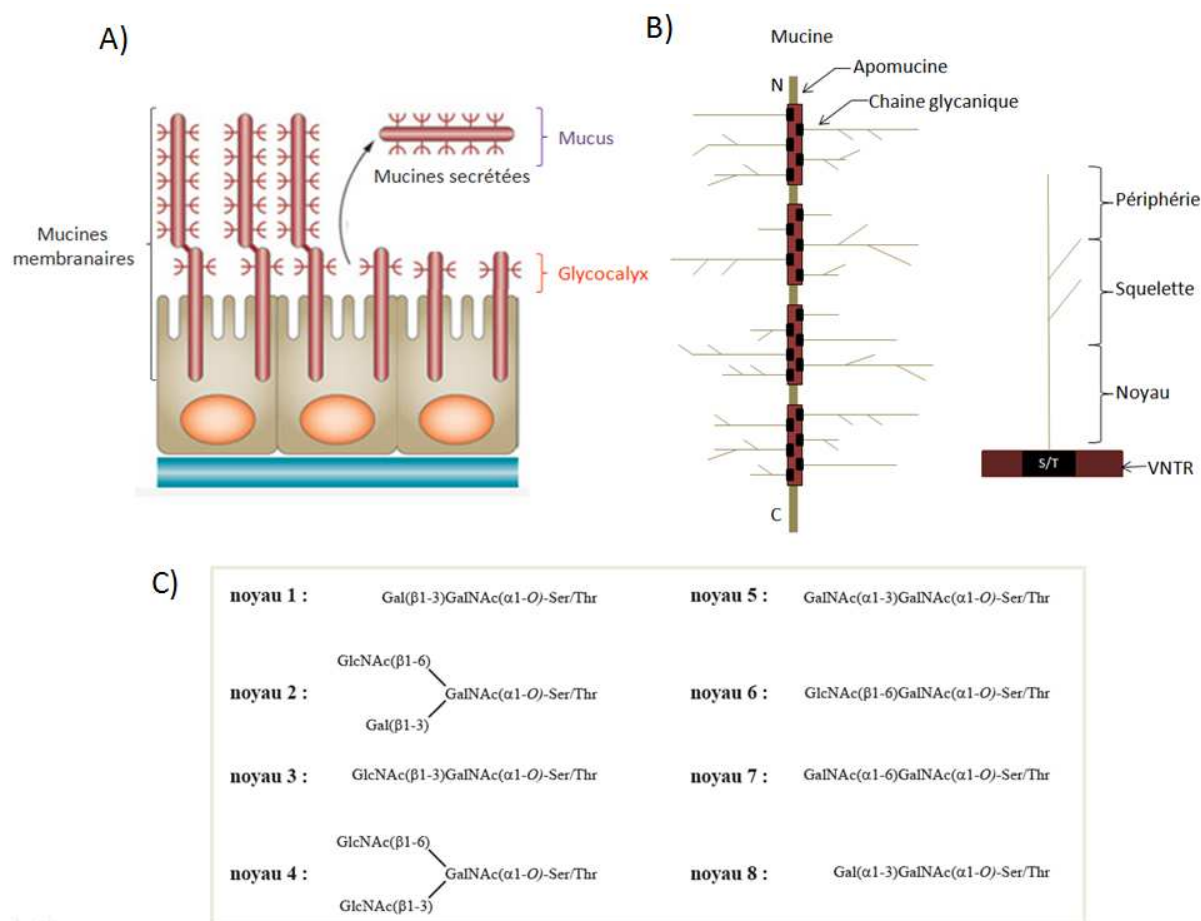 A)
Mucus
Mucines secrétées
Mucines
membranaires
Glycocalyx
B)
Mucine
N
Apomucine
Chaine glycanique
C
Périphérie
Squelette
Noyau
S/T
VNTR
C)
noyau 1 : Gal(β1-3)GalNAc(α1-O)-Ser/Thr
noyau 5 : GalNAc(α1-3)GalNAc(α1-O)-Ser/Thr
GlcNAc(β1-6)
noyau 2 : GalNAc(α1-O)-Ser/Thr
Gal(β1-3)
noyau 6 : GlcNAc(β1-6)GalNAc(α1-O)-Ser/Thr
noyau 3 : GlcNAc(β1-3)GalNAc(α1-O)-Ser/Thr
noyau 7 : GalNAc(α1-6)GalNAc(α1-O)-Ser/Thr
GlcNAc(β1-6)
noyau 4 : GalNAc(α1-O)-Ser/Thr
GlcNAc(β1-3)
noyau 8 : Gal(α1-3)GalNAc(α1-O)-Ser/Thr